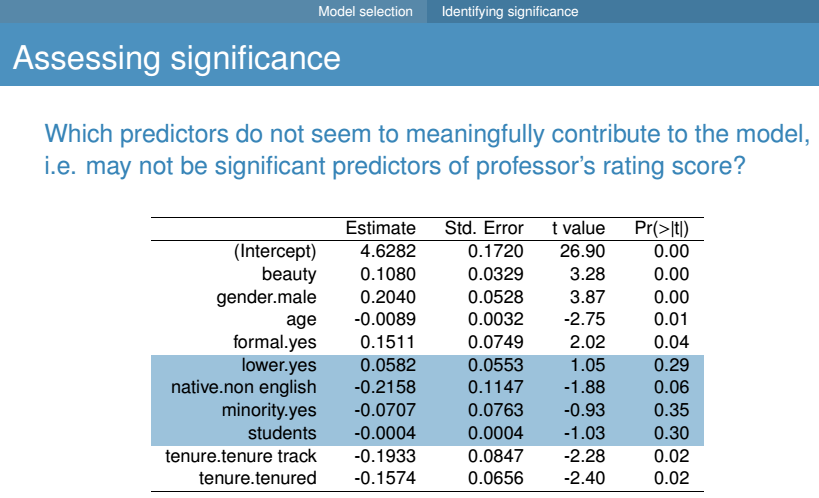 Model selection Identifying significance
Assessing significance
Which predictors do not seem to meaningfully contribute to the model,
i.e. may not be significant predictors of professor's rating score?
Estimate Std. Error t value Pr(>|t|)
(Intercept) 4.6282 0.1720 26.90 0.00
beauty 0.1080 0.0329 3.28 0.00
gender.male 0.2040 0.0528 3.87 0.00
age -0.0089 0.0032 -2.75 0.01
formal.yes 0.1511 0.0749 2.02 0.04
lower.yes 0.0582 0.0553 1.05 0.29
native.non english -0.2158 0.1147 -1.88 0.06
minority.yes -0.0707 0.0763 -0.93 0.35
students -0.0004 0.0004 -1.03 0.30
tenure.tenure track -0.1933 0.0847 -2.28 0.02
tenure.tenured -0.1574 0.0656 -2.40 0.02